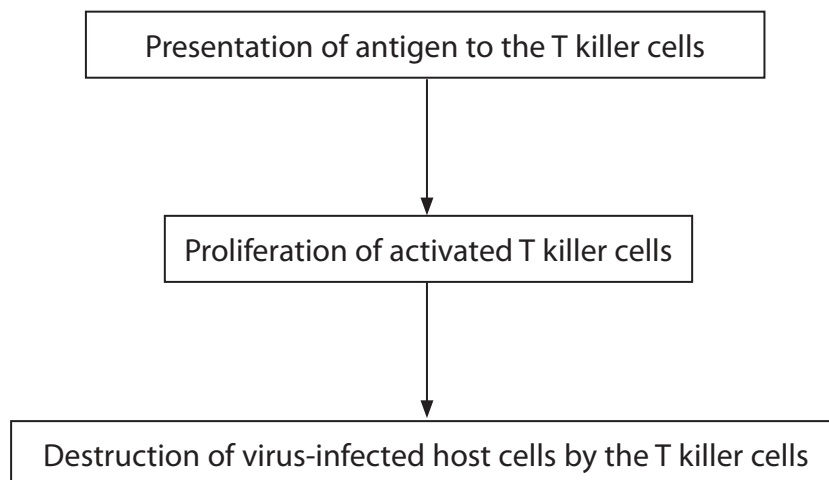 Presentation of antigen to the T killer cells
Proliferation of activated T killer cells
Destruction of virus-infected host cells by the T killer cells